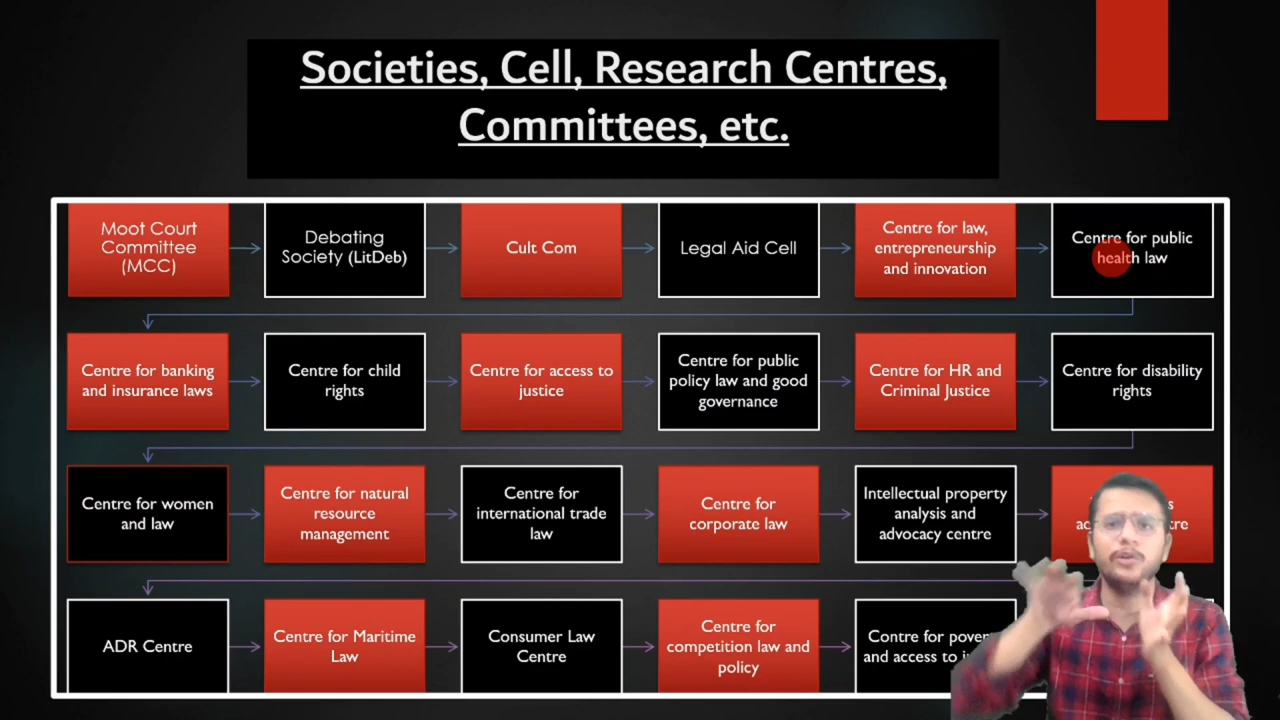 Societies, Cell, Research Centres,
Committees, etc.
Moot Court
Committee
(MCC)
Debating
Society (LitDeb)
Cult Com
Legal Aid Cell
Centre for law,
entrepreneurship
and innovation
Centre for public
health law
Centre for banking
and insurance laws
Centre for child
rights
Centre for access to
justice
Centre for public
policy law and good
governance
Centre for HR and
Criminal Justice
Centre for disability
rights
Centre for women
and law
Centre for natural
resource
management
Centre for
international trade
law
Centre for
corporate law
Intellectual property
analysis and
advocacy centre
ADR Centre
Centre for Maritime
Law
Consumer Law
Centre
Centre for
competition law and
policy
Contre for
and access to